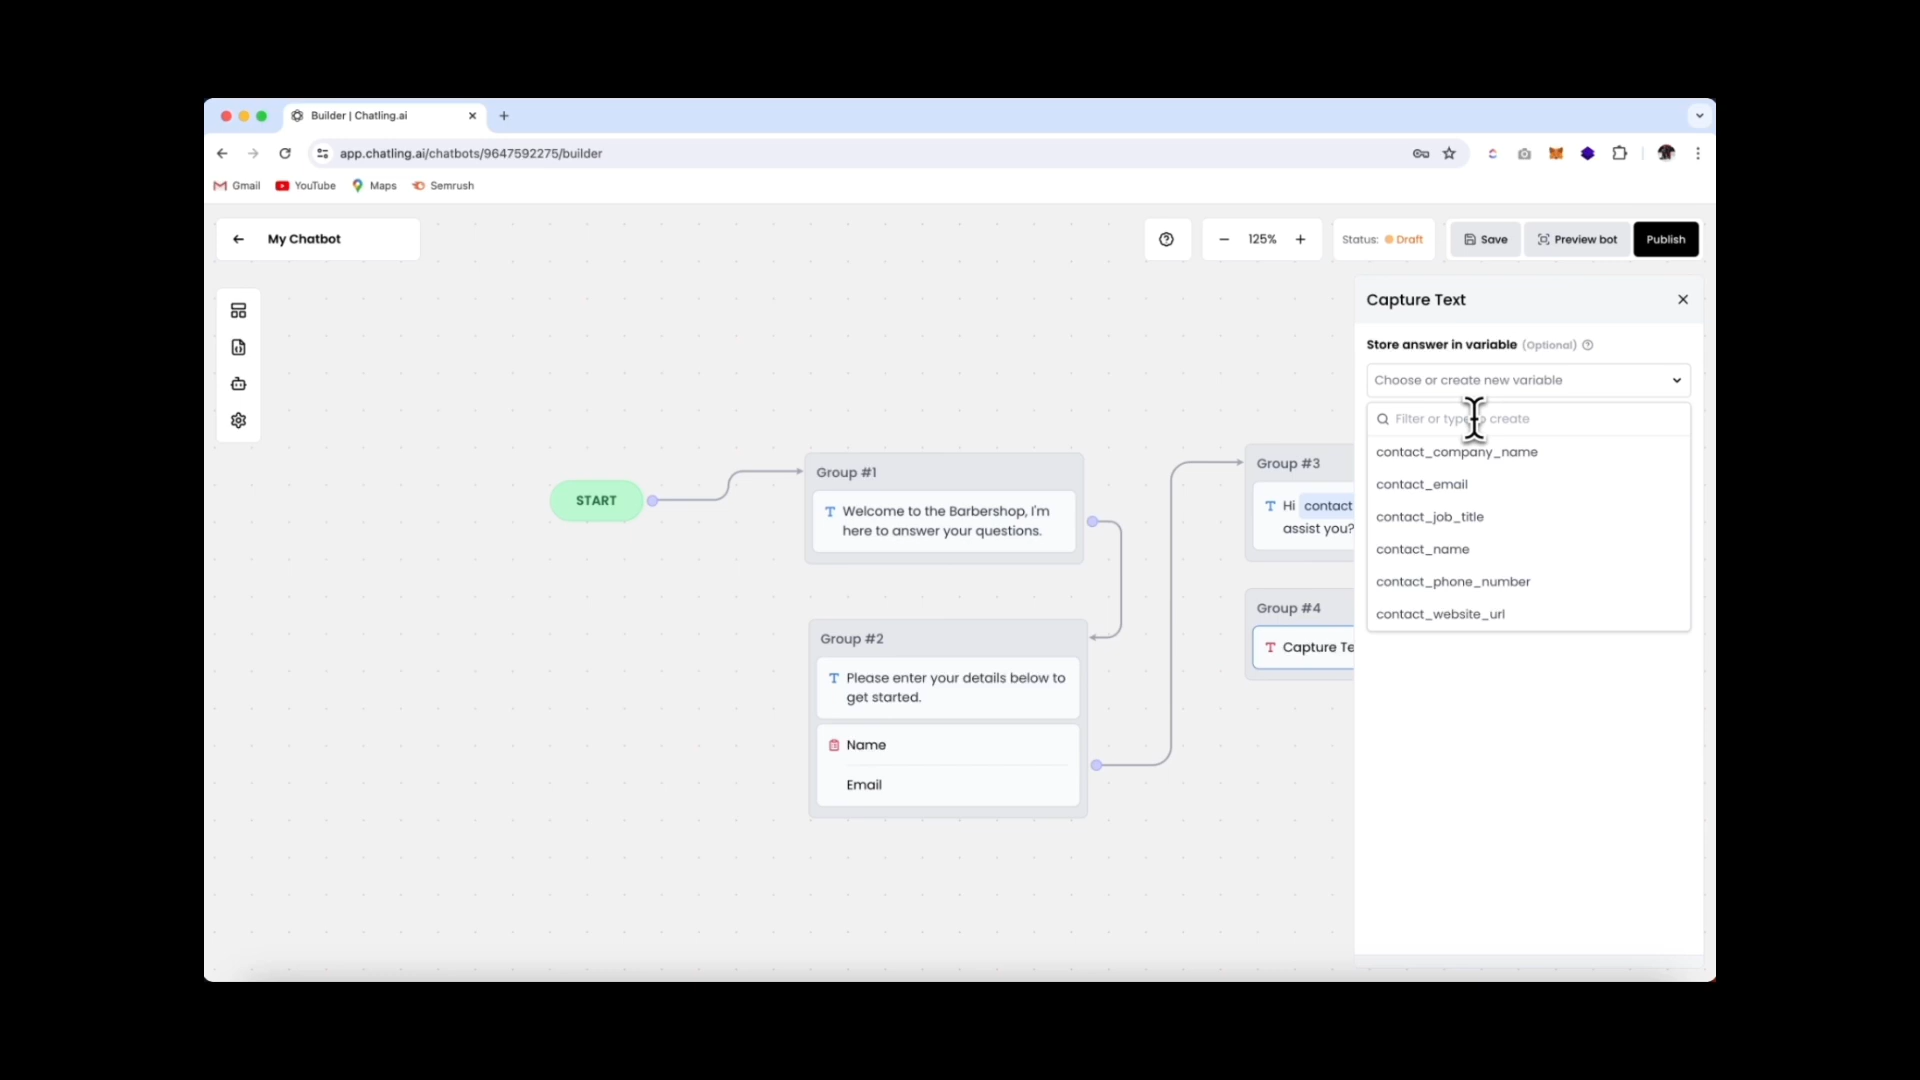 Builder | Chatling.ai
app.chatling.ai/chatbots/9647592275/builder
Gmail YouTube Maps Semrush
My Chatbot
125%
Status: Draft
Save
Preview bot
Publish
Capture Text
Store answer in variable (Optional)
Choose or create new variable
Filter or type create
contact_company_name
contact_email
contact_job_title
contact_name
contact_phone_number
contact_website_url
START
Group #1
Welcome to the Barbershop, I'm
here to answer your questions.
Group #2
Please enter your details below to
get started.
Name
Email
Group #3
Hi contact
assist you?
Group #4
Capture Te